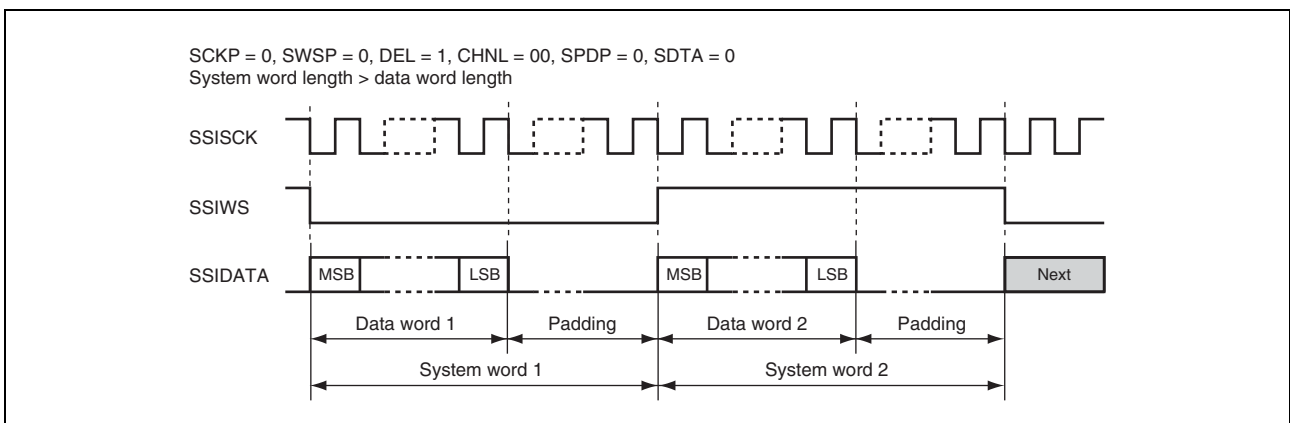 SCKP = 0, SWSP = 0, DEL = 1, CHNL = 00, SPDP = 0, SDTA = 0
System word length > data word length
SSISCK
SSIWS
SSIDATA
MSB
LSB
MSB
LSB
Next
Data word 1
Padding
Data word 2
Padding
System word 1
System word 2